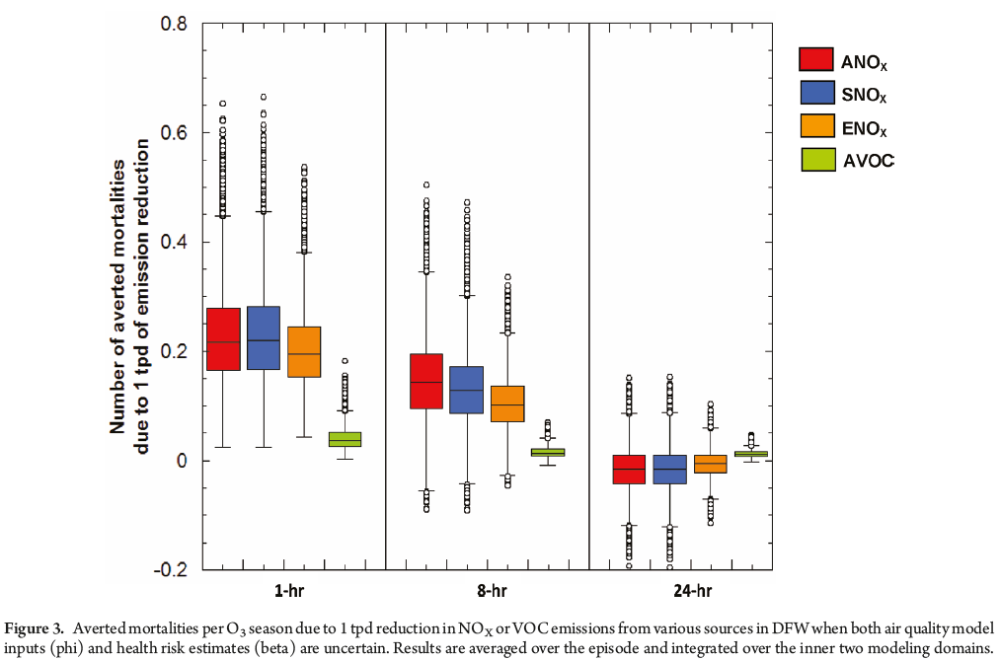 0.8
0.6
0.4
0.2
0
-0.2
Number of averted mortalities
due to 1 tpd of emission reduction
1-hr
8-hr
24-hr
ANOX
SNOX
ENOX
AVOC
Figure 3. Averted mortalities per O3 season due to 1 tpd reduction in NOX or VOC emissions from various sources in DFW when both air quality model
inputs (phi) and health risk estimates (beta) are uncertain. Results are averaged over the episode and integrated over the inner two modeling domains.